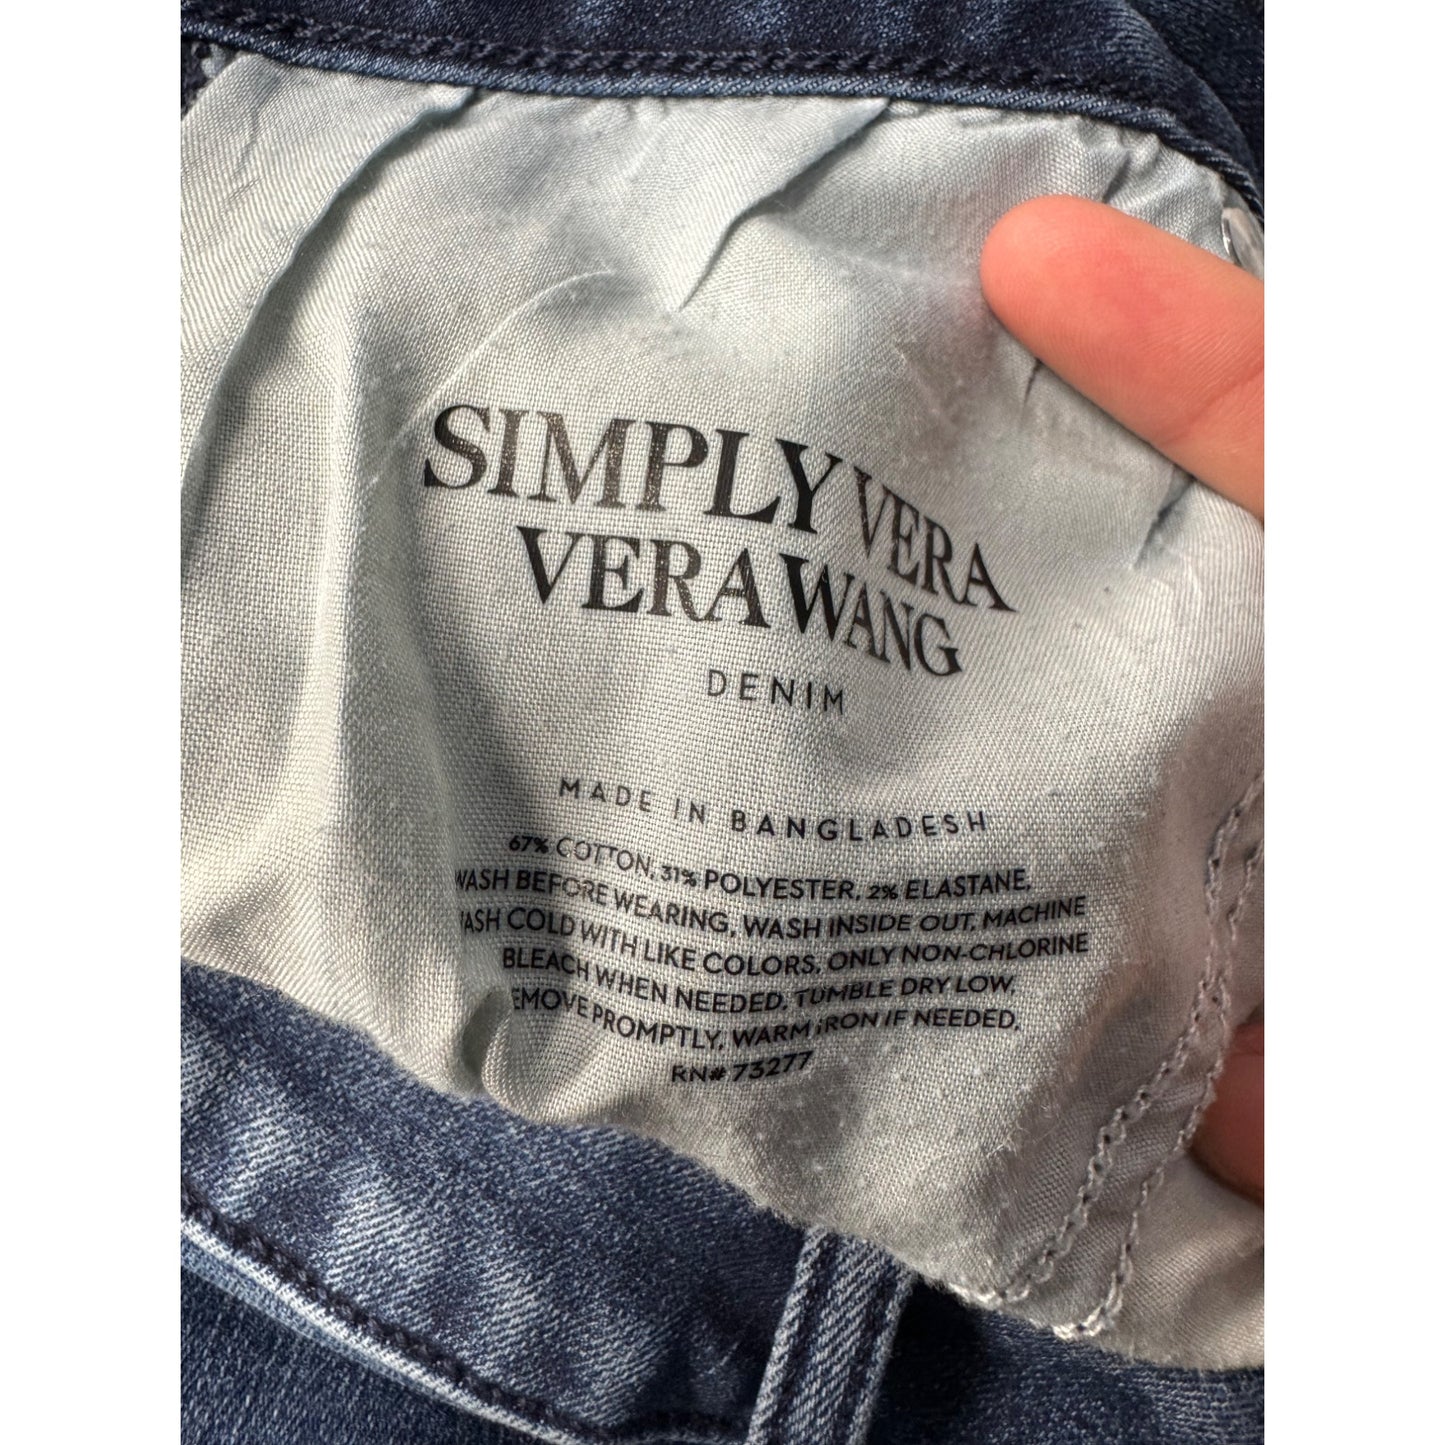 SIMPLY VERA
VERA WANG
DENIM
MADE IN BANGLADESH
67% COTTON, 31% POLYESTER, 2% ELASTANE,
WASH BEFORE WEARING, WASH INSIDE OUT, MACHINE
WASH COLD WITH LIKE COLORS, ONLY NON-CHLORINE
BLEACH WHEN NEEDED, TUMBLE DRY LOW,
EMOVE PROMPTLY, WARM IRON IF NEEDED.
RN# 73277